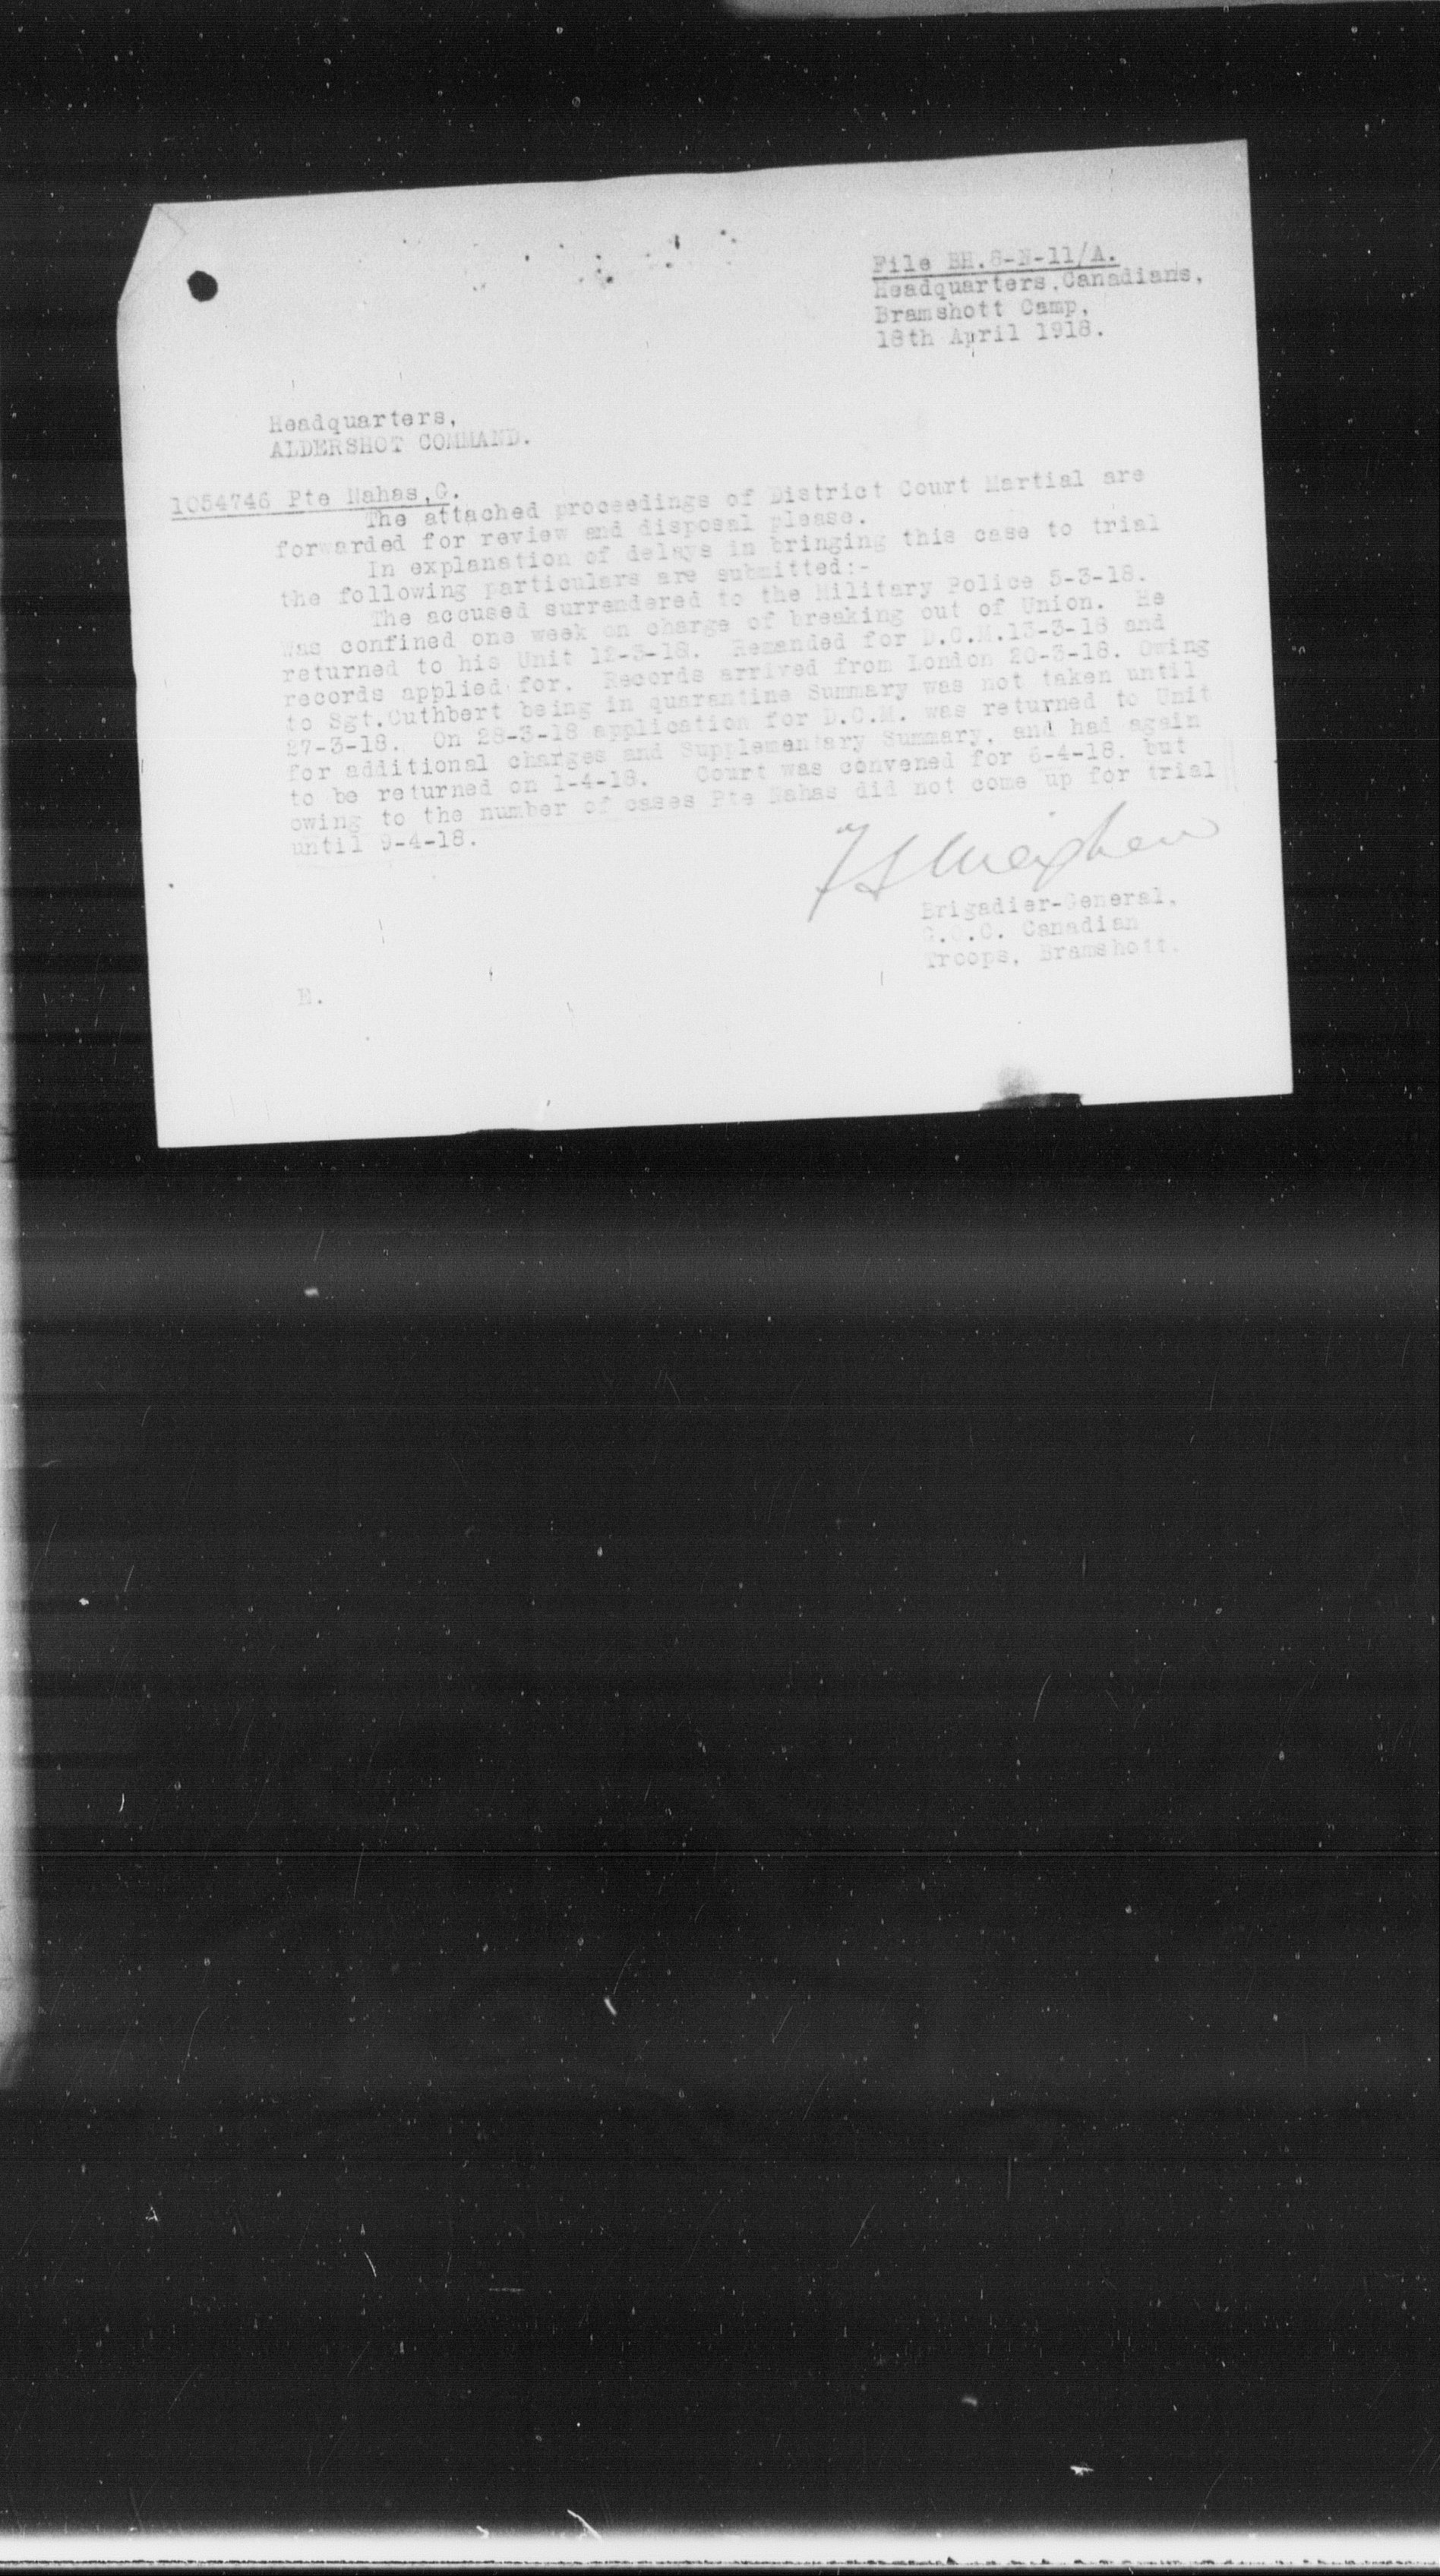 File BH.8-N-11/A.
Headquarters,Canadians,
Bramshott Camp,
18th April 1918.
Headquarters,
ALDERSHOT COMMAND.
1054746 Pte Nahas,G.
The attached proceedings of District Court Martial are
forwarded for review and disposal please.
In explanation of delays in bringing this case to trial
the following particulars are submitted:-
The accused surrendered to the Military Police 5-3-18.
Was confined one week on charge of breaking out of Union. He
returned to his Unit 12-3-18. Remanded for D.C.M.13-3-18 and
records applied for. Records arrived from London 20-3-18. Owing
to Sgt.Cuthbert being in quarantine Summary was not taken until
27-3-18. On 28-3-18 application for D.C.M. was returned to Unit
for additional charges and Supplementary Summary, and had again
to be returned on 1-4-18. Court was convened for 6-4-18. but
owing to the number of cases Pte Nahas did not come up for trial
until 9-4-18.
F S Meighen
Brigadier-General,
G.O.C. Canadian
Troops, Bramshott.
E.